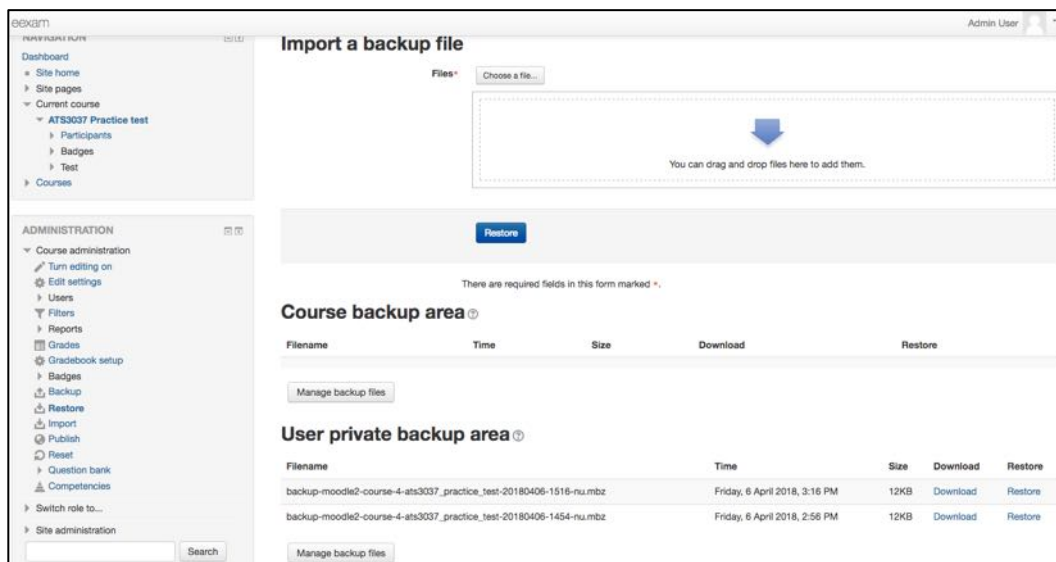 eexam
Admin User
NAVIGATION
Dashboard
Site home
Site pages
Current course
ATS3037 Practice test
Participants
Badges
Test
Courses
ADMINISTRATION
Course administration
Turn editing on
Edit settings
Users
Filters
Reports
Grades
Gradebook setup
Badges
Backup
Restore
Import
Publish
Reset
Question bank
Competencies
Switch role to...
Site administration
Search
Import a backup file
Files*
Choose a file...
You can drag and drop files here to add them.
Restore
There are required fields in this form marked *.
Course backup area
Filename Time Size Download Restore
Manage backup files
User private backup area
Filename Time Size Download Restore
backup-moodle2-course-4-ats3037_practice_test-20180406-1516-nu.mbz Friday, 6 April 2018, 3:16 PM 12KB Download Restore
backup-moodle2-course-4-ats3037_practice_test-20180406-1454-nu.mbz Friday, 6 April 2018, 2:56 PM 12KB Download Restore
Manage backup files